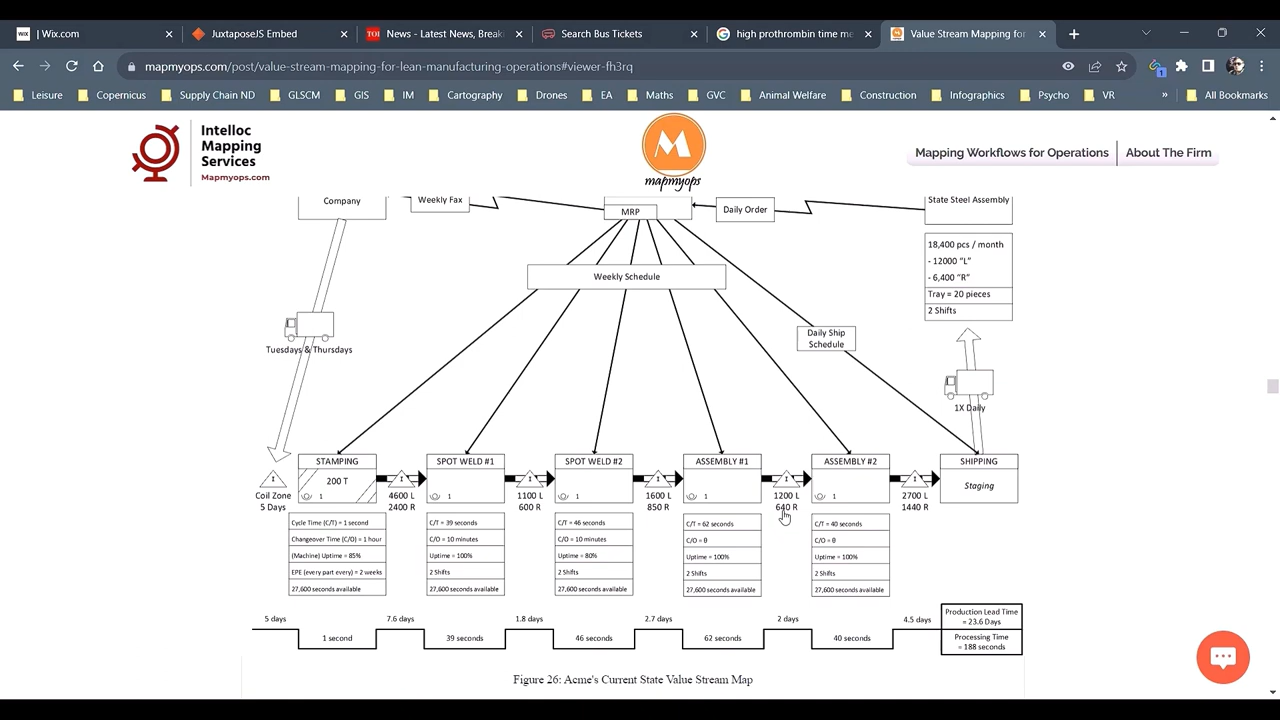 WIX | Wix.com
JuxtaposeJS Embed
TOI News - Latest News, Break
Search Bus Tickets
high prothrombin time me
Value Stream Mapping for
mapmyops.com/post/value-stream-mapping-for-lean-manufacturing-operations#viewer-fh3rq
1
Leisure
Copernicus
Supply Chain ND
GLSCM
GIS
IM
Cartography
Drones
EA
Maths
GVC
Animal Welfare
Construction
Infographics
Psycho
VR
»
All Bookmarks
Intelloc
Mapping
Services
Mapmyops.com
M
mapmyops
Mapping Workflows for Operations
About The Firm
Company
Weekly Fax
MRP
Daily Order
State Steel Assembly
18,400 pcs / month
- 12000 “L”
- 6,400 “R”
Tray = 20 pieces
2 Shifts
Weekly Schedule
Daily Ship
Schedule
Tuesdays & Thursdays
1X Daily
I
Coil Zone
5 Days
STAMPING
200 T
1
I
4600 L
2400 R
SPOT WELD #1
1
I
1100 L
600 R
SPOT WELD #2
1
I
1600 L
850 R
ASSEMBLY #1
1
I
1200 L
640 R
ASSEMBLY #2
1
I
2700 L
1440 R
SHIPPING
Staging
Cycle Time (C/T) = 1 second
Changeover Time (C/O) = 1 hour
(Machine) Uptime = 85%
EPE (every part every) = 2 weeks
27,600 seconds available
C/T = 39 seconds
C/O = 10 minutes
Uptime = 100%
2 Shifts
27,600 seconds available
C/T = 46 seconds
C/O = 10 minutes
Uptime = 80%
2 Shifts
27,600 seconds available
C/T = 62 seconds
C/O = 0
Uptime = 100%
2 Shifts
27,600 seconds available
C/T = 40 seconds
C/O = 0
Uptime = 100%
2 Shifts
27,600 seconds available
5 days
7.6 days
1.8 days
2.7 days
2 days
4.5 days
1 second
39 seconds
46 seconds
62 seconds
40 seconds
Production Lead Time
= 23.6 Days
Processing Time
= 188 seconds
Figure 26: Acme's Current State Value Stream Map